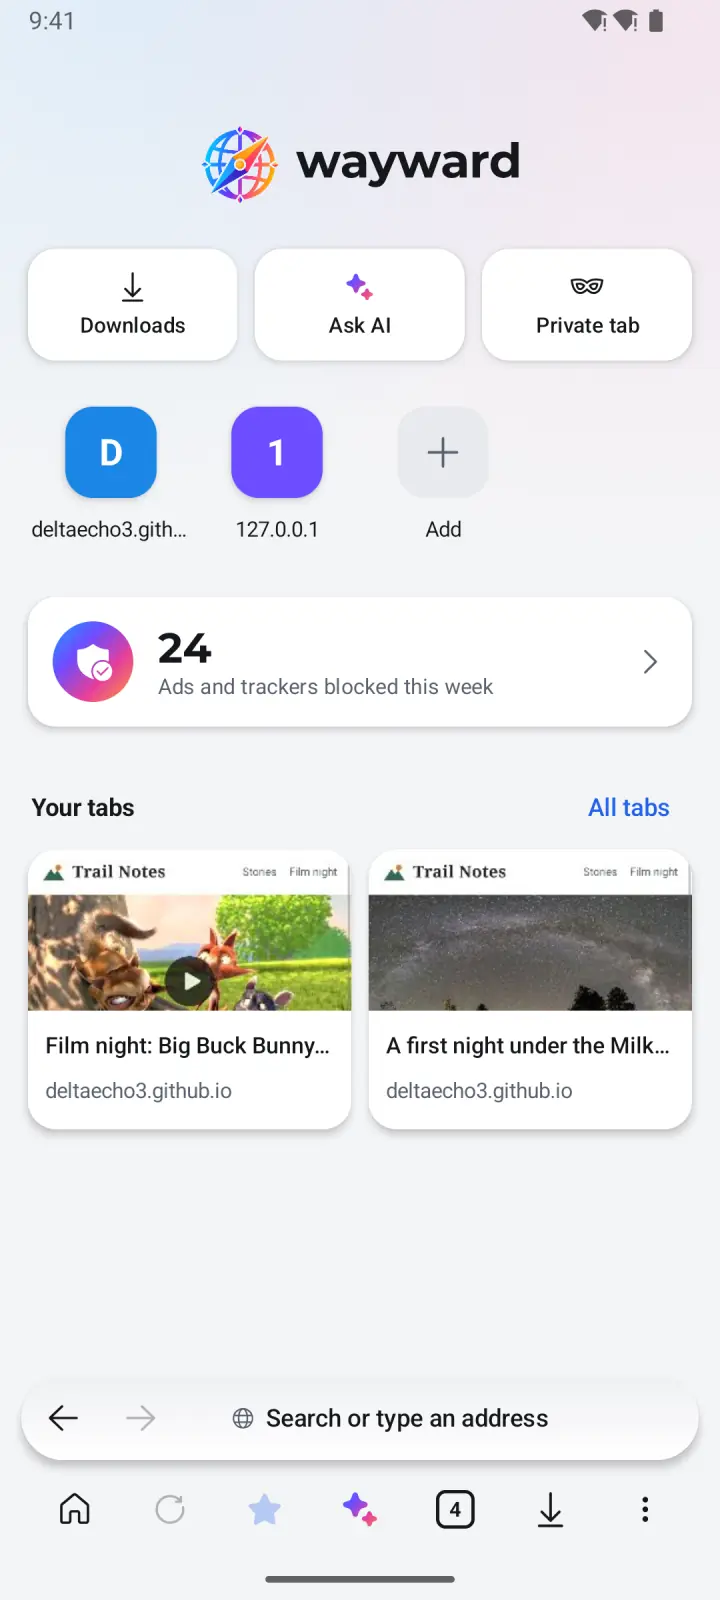 9:41
wayward
Downloads
Ask AI
Private tab
D
1
deltaecho3.gith...
127.0.0.1
Add
24
Ads and trackers blocked this week
Your tabs
All tabs
Trail Notes
Stories
Film night
Trail Notes
Stories
Film night
Film night: Big Buck Bunny...
deltaecho3.github.io
A first night under the Milk...
deltaecho3.github.io
Search or type an address
4